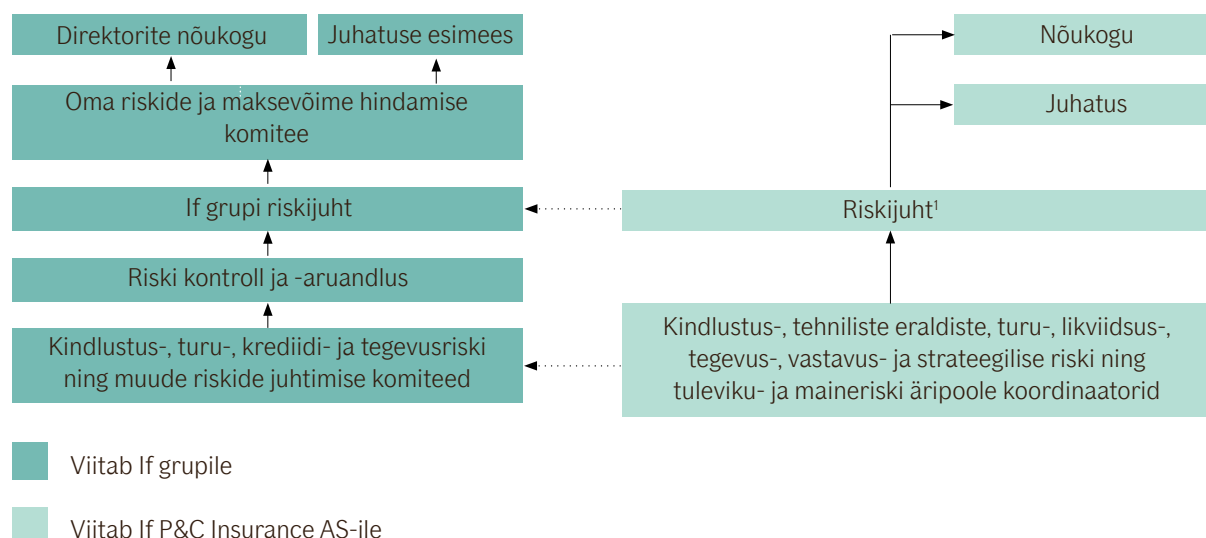 Direktorite nõukogu
Juhatuse esimees
Oma riskide ja maksevõime hindamise
komitee
If grupi riskijuht
Riski kontroll ja -aruandlus
Kindlustus-, turu-, krediidi- ja tegevusriski
ning muude riskide juhtimise komiteed
Nõukogu
Juhatus
Riskijuht¹
Kindlustus-, tehniliste eraldiste, turu-, likviidsus-,
tegevus-, vastavus- ja strateegilise riski ning
tuleviku- ja maineriski äripoole koordinaatorid
Viitab If grupile
Viitab If P&C Insurance AS-ile